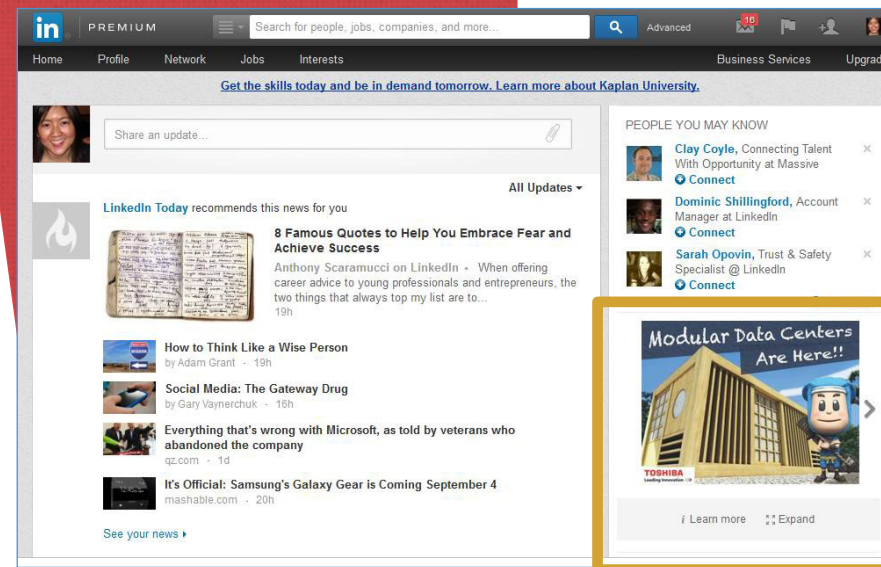 in PREMIUM Search for people, jobs, companies, and more... Advanced 16
Home Profile Network Jobs Interests Business Services Upgrad
Get the skills today and be in demand tomorrow. Learn more about Kaplan University.
Share an update...
All Updates
LinkedIn Today recommends this news for you
8 Famous Quotes to Help You Embrace Fear and
Achieve Success
Anthony Scaramucci on LinkedIn - When offering
career advice to young professionals and entrepreneurs, the
two things that always top my list are to...
19h
How to Think Like a Wise Person
by Adam Grant - 19h
Social Media: The Gateway Drug
by Gary Vaynerchuk - 16h
Everything that's wrong with Microsoft, as told by veterans who
abandoned the company
qz.com - 1d
It's Official: Samsung's Galaxy Gear is Coming September 4
mashable.com - 20h
See your news
PEOPLE YOU MAY KNOW
Clay Coyle, Connecting Talent
With Opportunity at Massive
Connect
Dominic Shillingford, Account
Manager at LinkedIn
Connect
Sarah Opovin, Trust & Safety
Specialist @ LinkedIn
Connect
Modular Data Centers
Are Here!!
TOSHIBA
Leading Innovation
i Learn more Expand